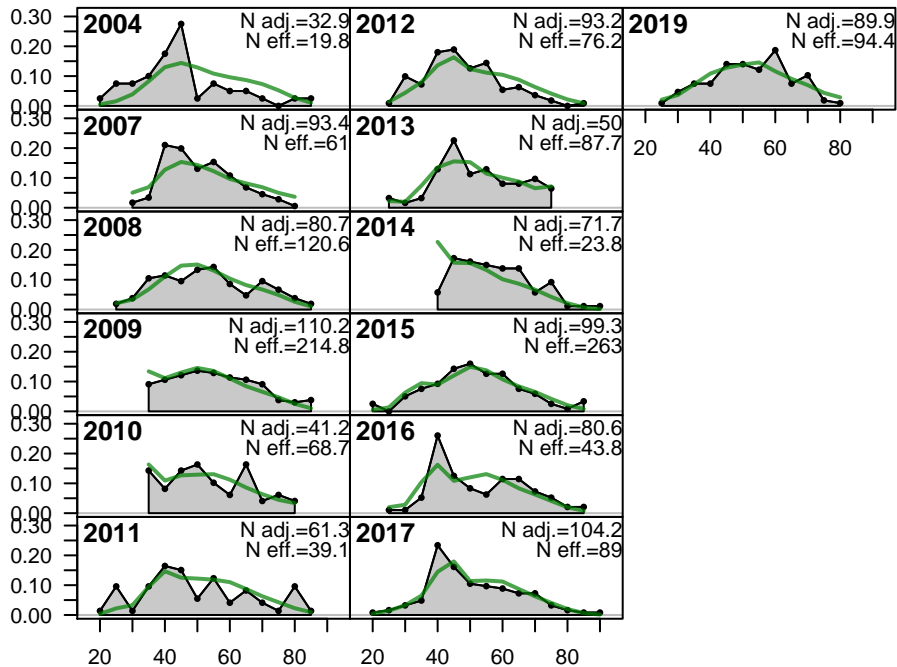 0.30
0.20
0.10
0.00
2004
N adj.=32.9
N eff.=19.8
2012
N adj.=93.2
N eff.=76.2
2019
N adj.=89.9
N eff.=94.4
20 40 60 80
0.30
0.20
0.10
0.00
2007
N adj.=93.4
N eff.=61
2013
N adj.=50
N eff.=87.7
0.30
0.20
0.10
0.00
2008
N adj.=80.7
N eff.=120.6
2014
N adj.=71.7
N eff.=23.8
0.30
0.20
0.10
0.00
2009
N adj.=110.2
N eff.=214.8
2015
N adj.=99.3
N eff.=263
0.30
0.20
0.10
0.00
2010
N adj.=41.2
N eff.=68.7
2016
N adj.=80.6
N eff.=43.8
0.30
0.20
0.10
0.00
2011
N adj.=61.3
N eff.=39.1
2017
N adj.=104.2
N eff.=89
20 40 60 80
20 40 60 80